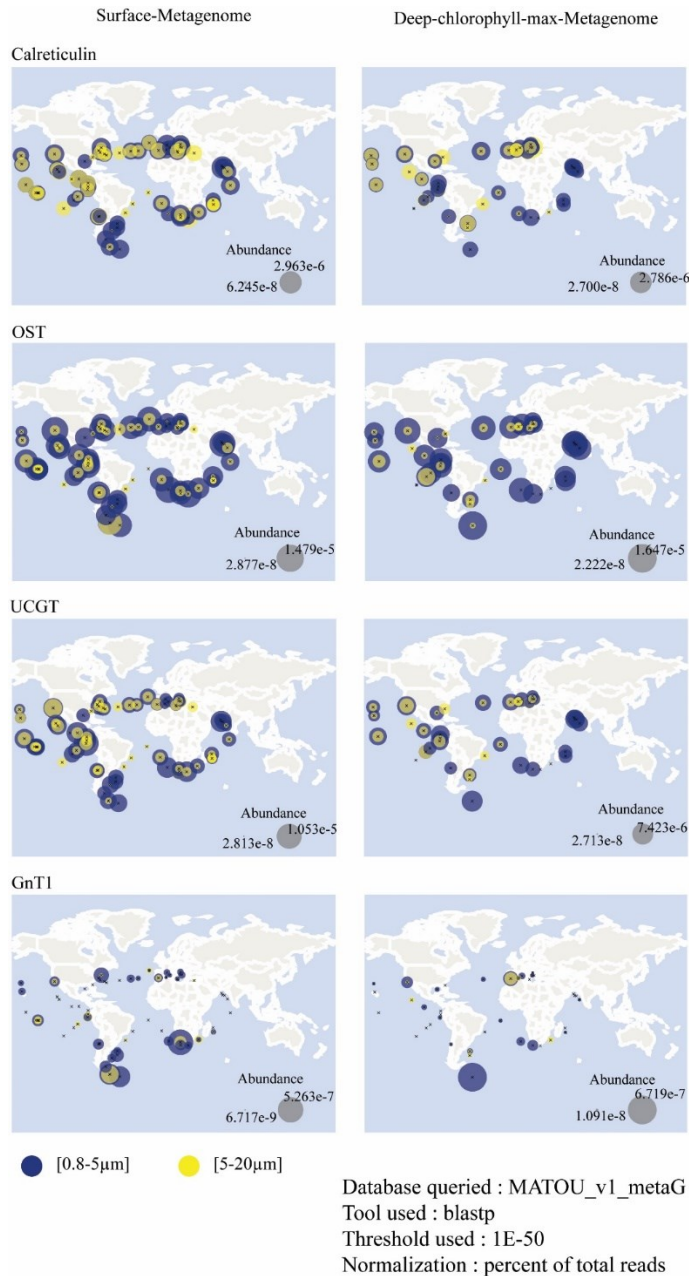 Surface-Metagenome
Deep-chlorophyll-max-Metagenome
Calreticulin
Abundance
2.963e-6
6.245e-8
Abundance
2.786e-6
2.700e-8
OST
Abundance
1.479e-5
2.877e-8
Abundance
1.647e-5
2.222e-8
UCGT
Abundance
1.053e-5
2.813e-8
Abundance
7.423e-6
2.713e-8
GnT1
Abundance
5.263e-7
6.717e-9
Abundance
6.719e-7
1.091e-8
[0.8-5µm]
[5-20µm]
Database queried : MATOU_v1_metaG
Tool used : blastp
Threshold used : 1E-50
Normalization : percent of total reads